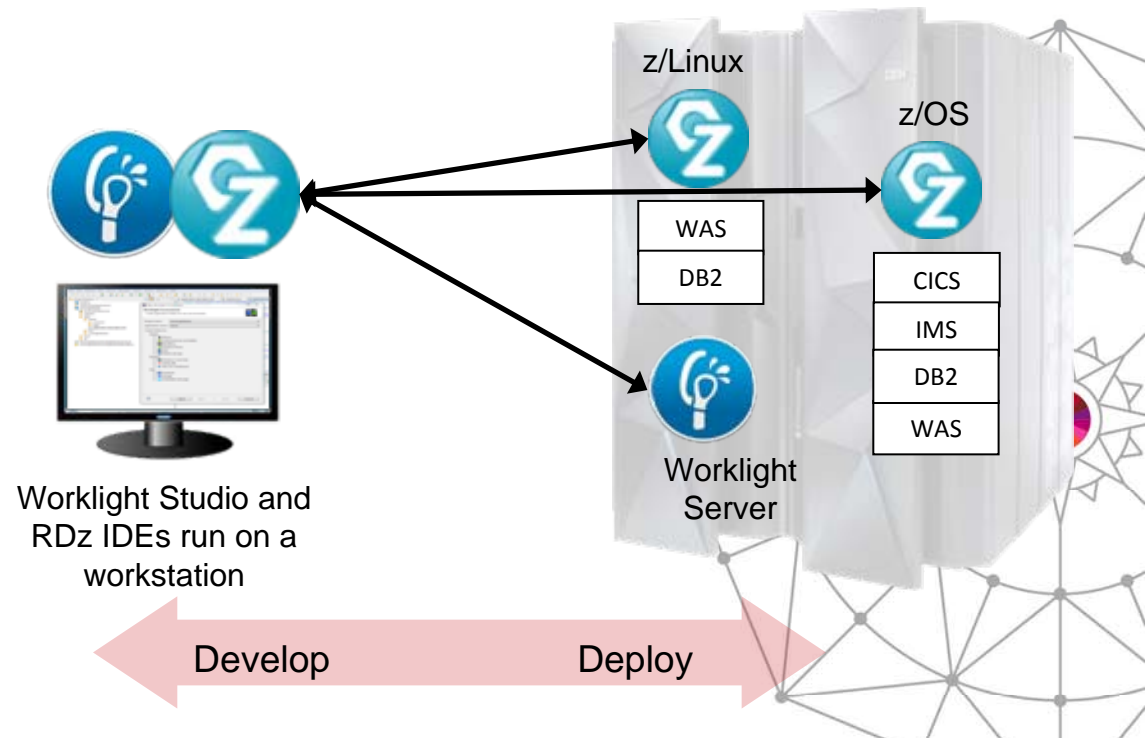 z/Linux
z/OS
WAS
DB2
CICS
IMS
DB2
WAS
Worklight
Server
Worklight Studio and
RDz IDEs run on a
workstation
Develop
Deploy